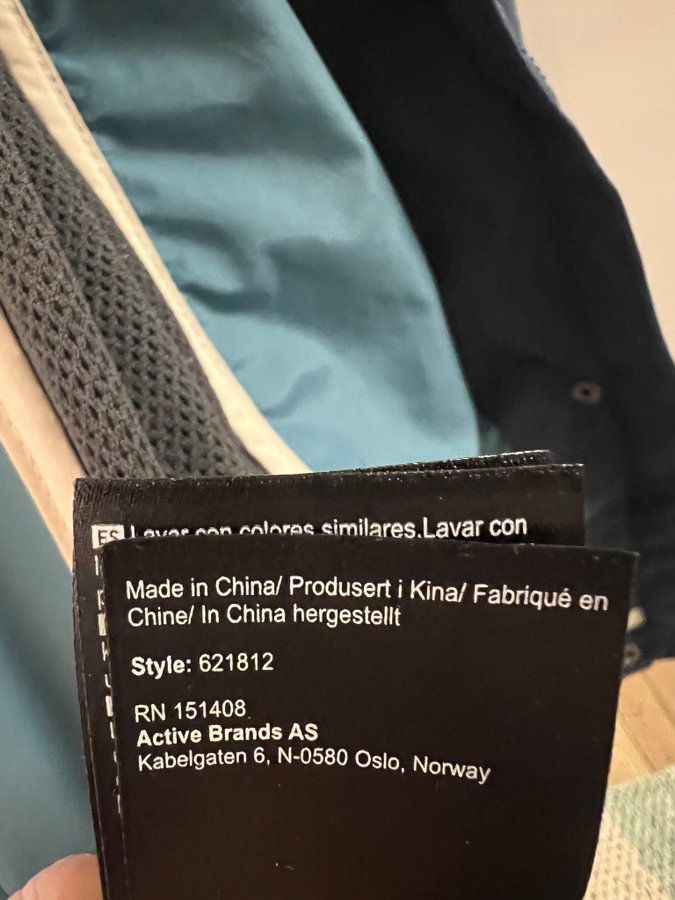 ES Lavar con colores similares.Lavar con
Made in China/ Produsert i Kina/ Fabriqué en
Chine/ In China hergestellt
Style: 621812
RN 151408
Active Brands AS
Kabelgaten 6, N-0580 Oslo, Norway